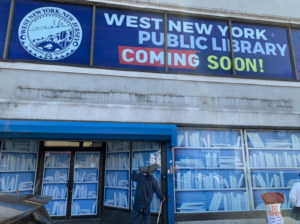 WEST NEW YORK
PUBLIC LIBRARY
COMING SOON!